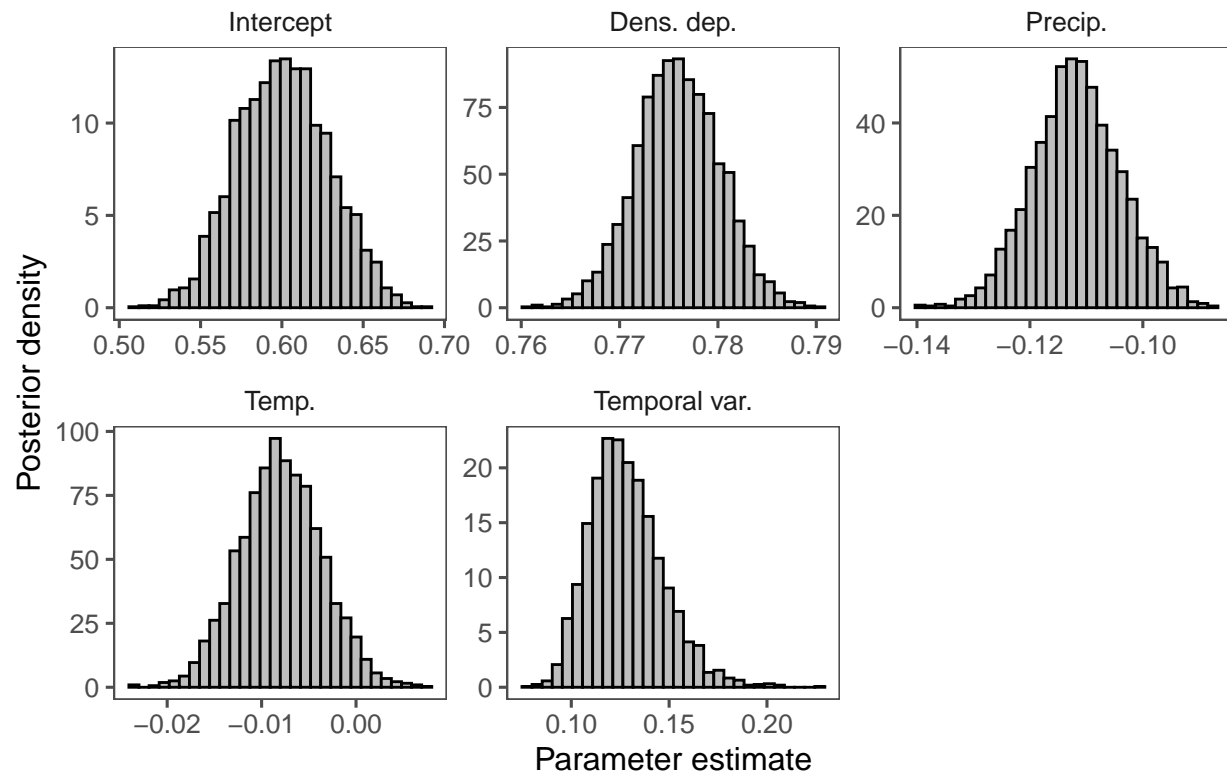 Intercept
Dens. dep.
Precip.
10
5
0
0.50 0.55 0.60 0.65 0.70
75
50
25
0
0.76 0.77 0.78 0.79
40
20
0
−0.14 −0.12 −0.10
Posterior density
Temp.
Temporal var.
100
75
50
25
0
−0.02 −0.01 0.00
20
15
10
5
0
0.10 0.15 0.20
Parameter estimate